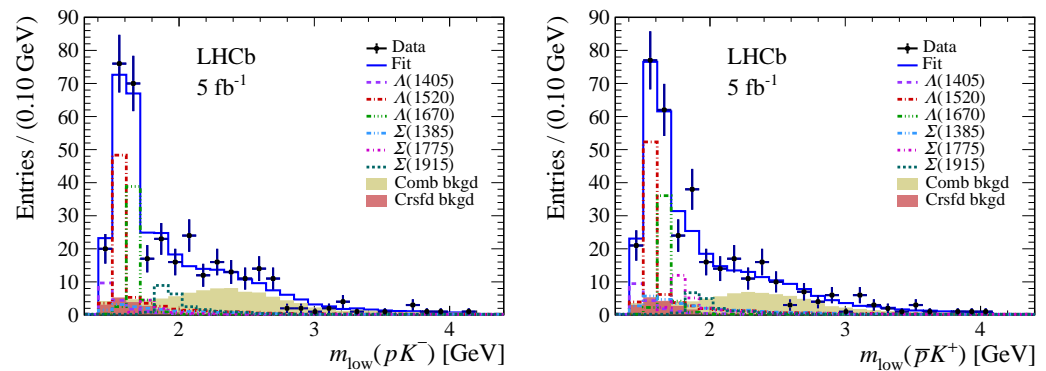 Entries / (0.10 GeV)
90
80
70
60
50
40
30
20
10
0
LHCb
5 fb⁻¹
Data
Fit
Λ(1405)
Λ(1520)
Λ(1670)
Σ(1385)
Σ(1775)
Σ(1915)
Comb bkgd
Crsfd bkgd
2 3 4
m_low(pK⁻) [GeV]
Entries / (0.10 GeV)
90
80
70
60
50
40
30
20
10
0
LHCb
5 fb⁻¹
Data
Fit
Λ(1405)
Λ(1520)
Λ(1670)
Σ(1385)
Σ(1775)
Σ(1915)
Comb bkgd
Crsfd bkgd
2 3 4
m_low(p̅K⁺) [GeV]